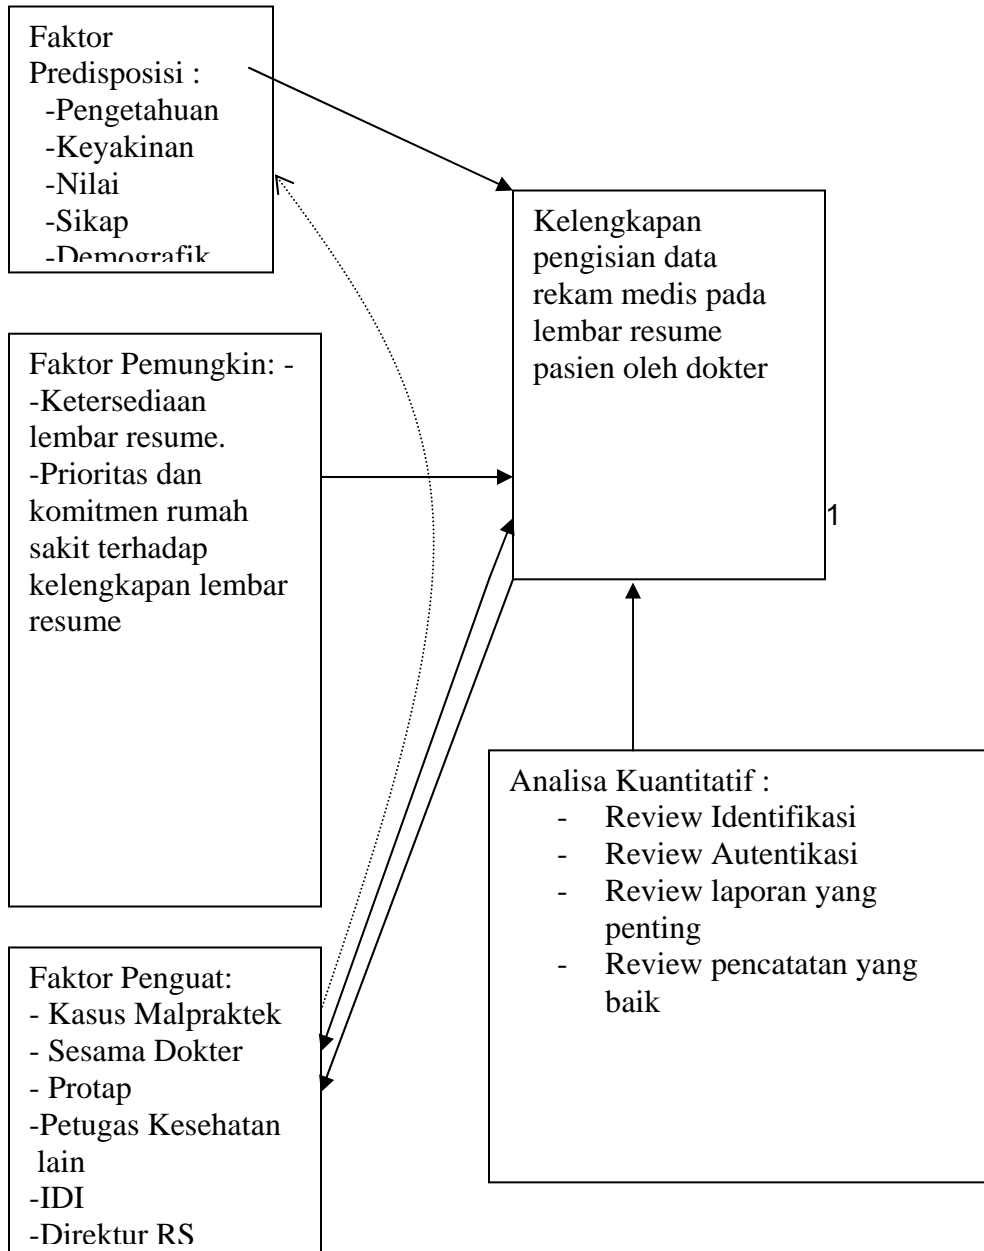 Faktor
Predisposisi :
-Pengetahuan
-Keyakinan
-Nilai
-Sikap
-Demografik
Faktor Pemungkin: -
-Ketersediaan
lembar resume.
-Prioritas dan
komitmen rumah
sakit terhadap
kelengkapan lembar
resume
Faktor Penguat:
- Kasus Malpraktek
- Sesama Dokter
- Protap
-Petugas Kesehatan
lain
-IDI
-Direktur RS
Kelengkapan
pengisian data
rekam medis pada
lembar resume
pasien oleh dokter
1
Analisa Kuantitatif :
- Review Identifikasi
- Review Autentikasi
- Review laporan yang
penting
- Review pencatatan yang
baik